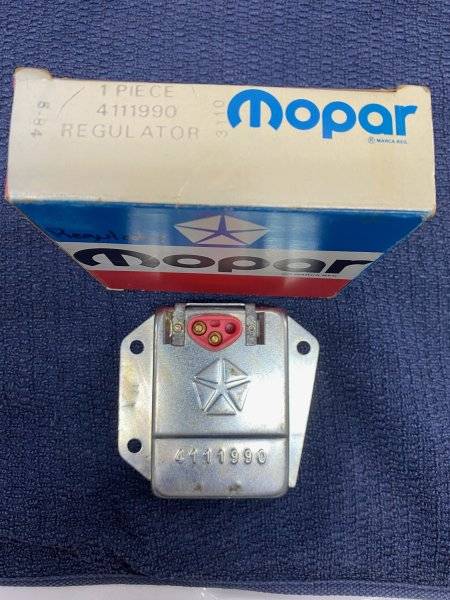 1 PIECE
4111990
REGULATOR
6-84
3110
mopar
® MARCA REG.
mopar
4111990